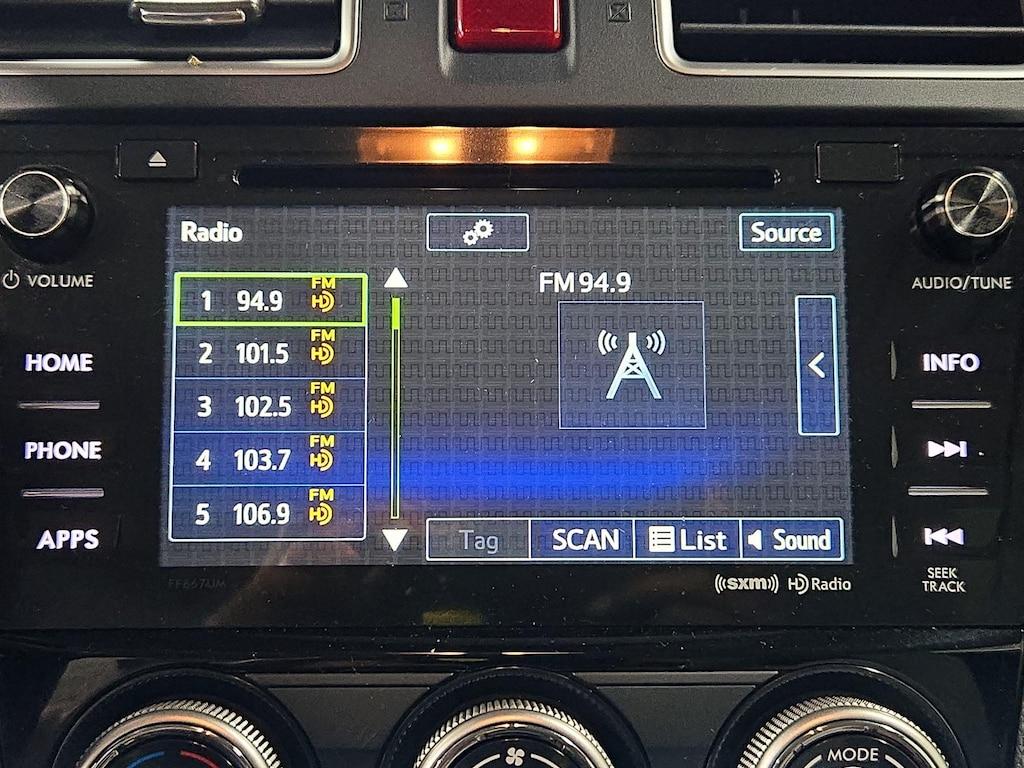 VOLUME
HOME
PHONE
APPS
Radio
Source
1 94.9 FM HD
2 101.5 FM HD
3 102.5 FM HD
4 103.7 FM HD
5 106.9 FM HD
FM 94.9
<
Tag SCAN List Sound
FF667UM
((sxm)) HD Radio
AUDIO/TUNE
INFO
SEEK
TRACK
MODE